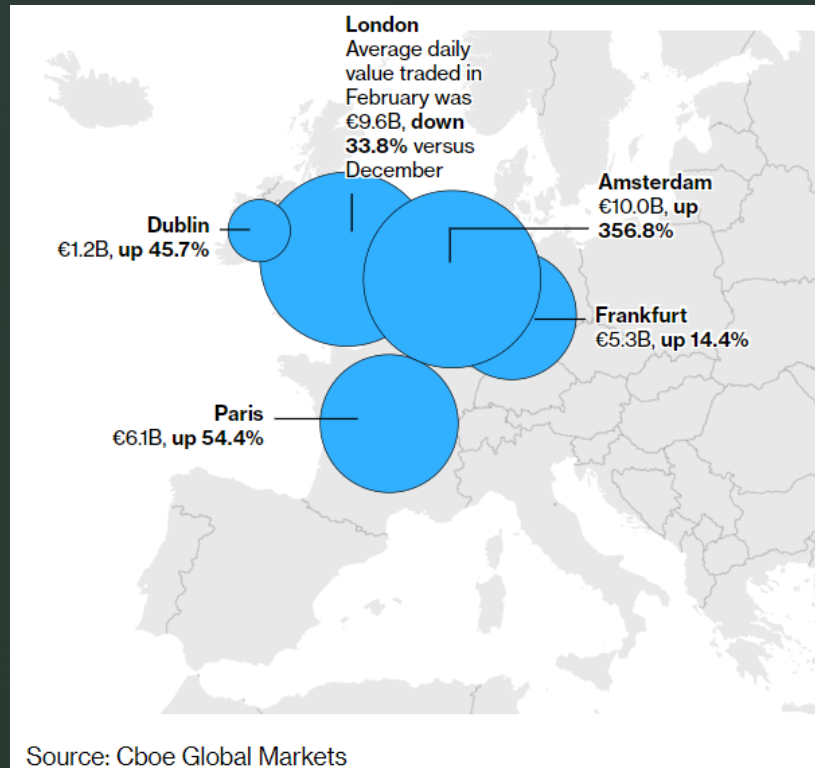 London
Average daily
value traded in
February was
€9.6B, down
33.8% versus
December
Amsterdam
€10.0B, up
356.8%
Dublin
€1.2B, up 45.7%
Frankfurt
€5.3B, up 14.4%
Paris
€6.1B, up 54.4%
Source: Cboe Global Markets